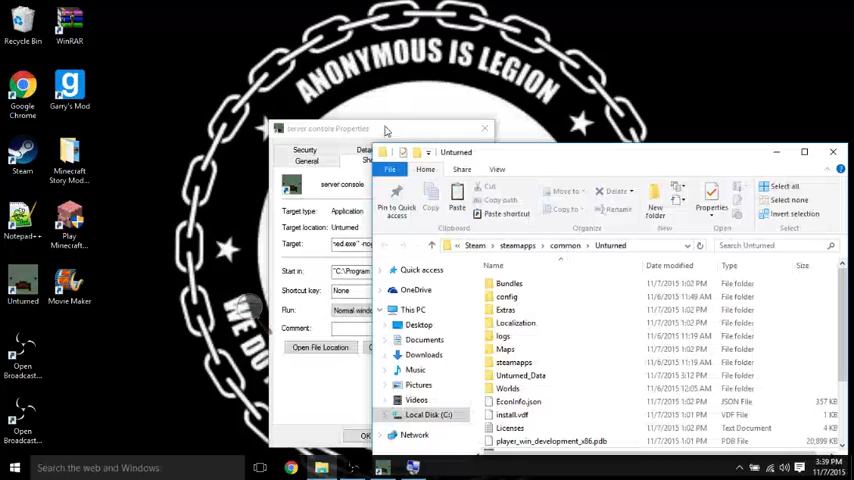 ANONYMOUS IS LEGION
WE DO
Recycle Bin
WinRAR
Google
Chrome
Garry's Mod
Steam
Minecraft
Story Mod...
Notepad++
Play
Minecraft...
Unturned
Movie Maker
Open
Broadcast...
Open
Broadcast...
server console Properties
Security
General
server console
Target type:
Application
Target location:
Unturned
Target:
Start in:
"C:\Program
Shortcut key:
None
Run:
Normal windo
Comment:
Open File Location
OK
Unturned
File
Home
Share
View
Pin to Quick
access
Copy
Paste
Cut
Copy path
Paste shortcut
Clipboard
Move to
Copy to
Delete
Rename
Organize
New
folder
New
Properties
Open
Select all
Select none
Invert selection
Select
Steam
steamapps
common
Unturned
Search Unturned
Quick access
OneDrive
This PC
Desktop
Documents
Downloads
Music
Pictures
Videos
Local Disk (C:)
Network
Name
Date modified
Type
Size
Bundles
11/7/2015 1:02 PM
File folder
config
11/6/2015 11:49 AM
File folder
Extras
11/7/2015 1:02 PM
File folder
Localization
11/7/2015 1:02 PM
File folder
logs
11/6/2015 11:19 AM
File folder
Maps
11/7/2015 1:02 PM
File folder
steamapps
11/6/2015 11:19 AM
File folder
Unturned_Data
11/7/2015 3:12 PM
File folder
Worlds
11/6/2015 12:05 AM
File folder
EconInfo.json
11/7/2015 1:02 PM
JSON File
357 KB
install.vdf
11/7/2015 1:02 PM
VDF File
1 KB
Licenses
11/7/2015 1:01 PM
Text Document
4 KB
player_win_development_x86.pdb
11/7/2015 1:01 PM
PDB File
20,899 KB
Search the web and Windows:
3:39 PM
11/7/2015